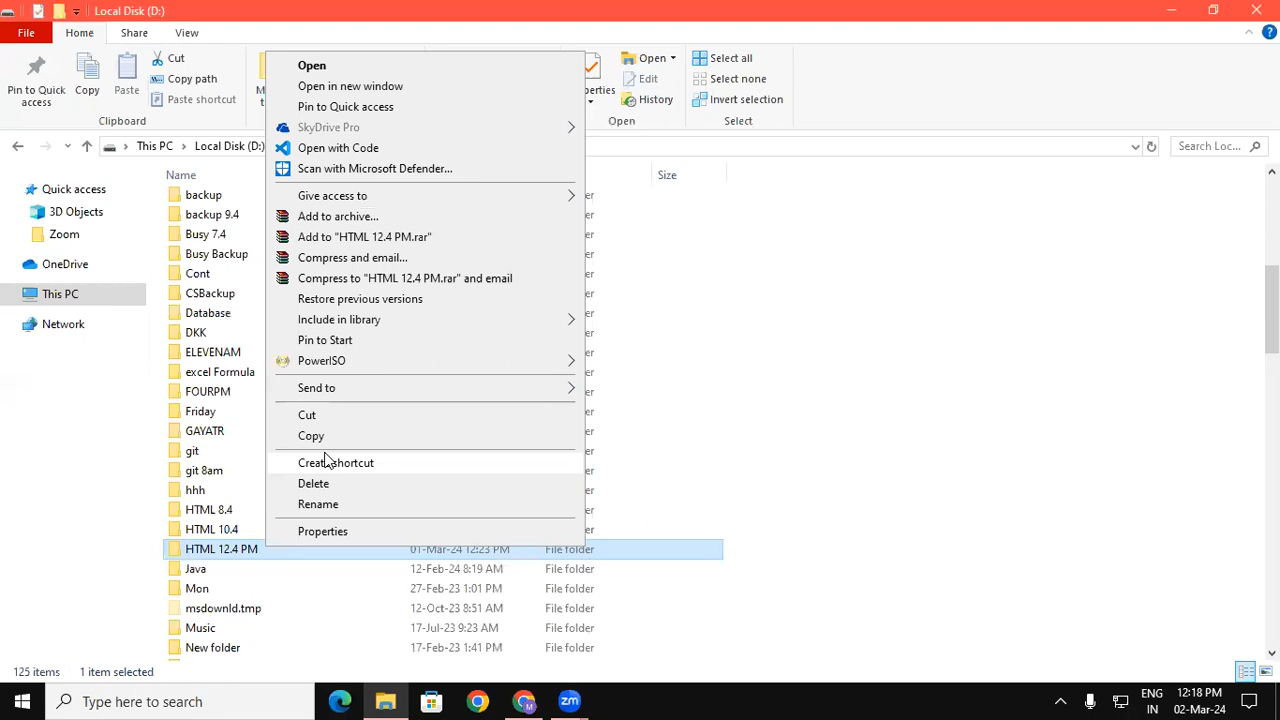 Local Disk (D:)
File Home Share View
Pin to Quick access
Copy
Paste
Cut
Copy path
Paste shortcut
Clipboard
Open
Edit
History
Open
Select all
Select none
Invert selection
Select
This PC Local Disk (D:)
Search Loc...
Name Size
Quick access
3D Objects
Zoom
OneDrive
This PC
Network
backup
backup 9.4
Busy 7.4
Busy Backup
Cont
CSBackup
Database
DKK
ELEVENAM
excel Formula
FOURPM
Friday
GAYATR
git
git 8am
hhh
HTML 8.4
HTML 10.4
HTML 12.4 PM 01-Mar-24 12:23 PM File folder
Java 12-Feb-24 8:19 AM File folder
Mon 27-Feb-23 1:01 PM File folder
msdownld.tmp 12-Oct-23 8:51 AM File folder
Music 17-Jul-23 9:23 AM File folder
New folder 17-Feb-23 1:41 PM File folder
Open
Open in new window
Pin to Quick access
SkyDrive Pro
Open with Code
Scan with Microsoft Defender...
Give access to
Add to archive...
Add to "HTML 12.4 PM.rar"
Compress and email...
Compress to "HTML 12.4 PM.rar" and email
Restore previous versions
Include in library
Pin to Start
PowerISO
Send to
Cut
Copy
Create shortcut
Delete
Rename
Properties
125 items 1 item selected
Type here to search
ENG
IN
12:18 PM
02-Mar-24